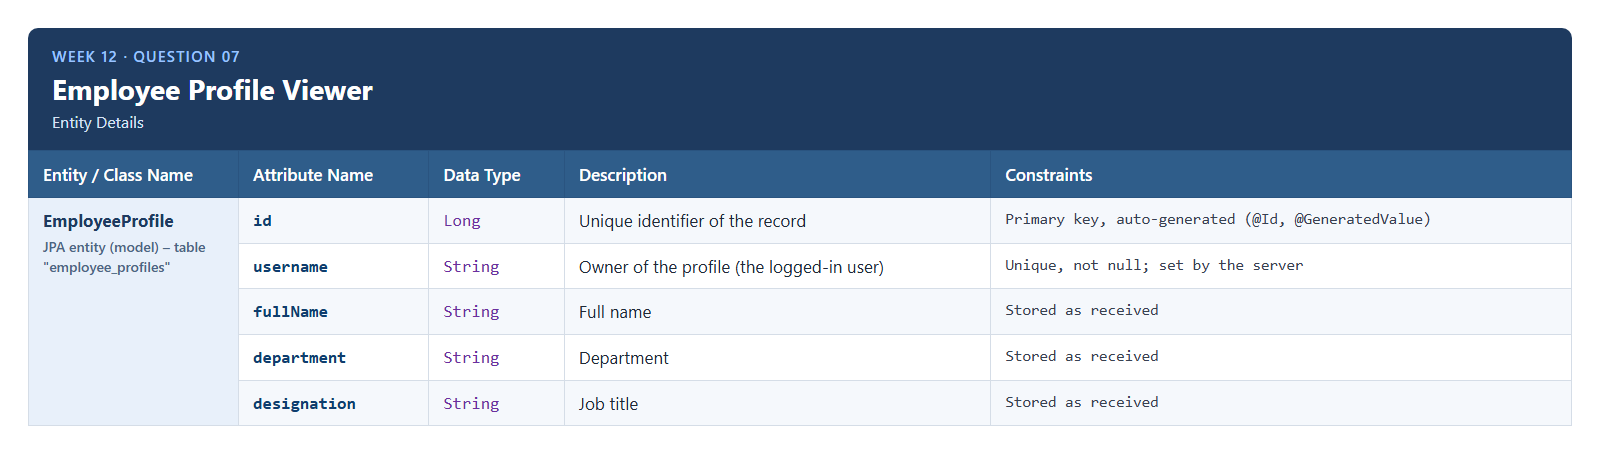 WEEK 12 · QUESTION 07
Employee Profile Viewer
Entity Details
Entity / Class Name Attribute Name Data Type Description Constraints
EmployeeProfile id Long Unique identifier of the record Primary key, auto-generated (@Id, @GeneratedValue)
JPA entity (model) – table
"employee_profiles"
username String Owner of the profile (the logged-in user) Unique, not null; set by the server
fullName String Full name Stored as received
department String Department Stored as received
designation String Job title Stored as received